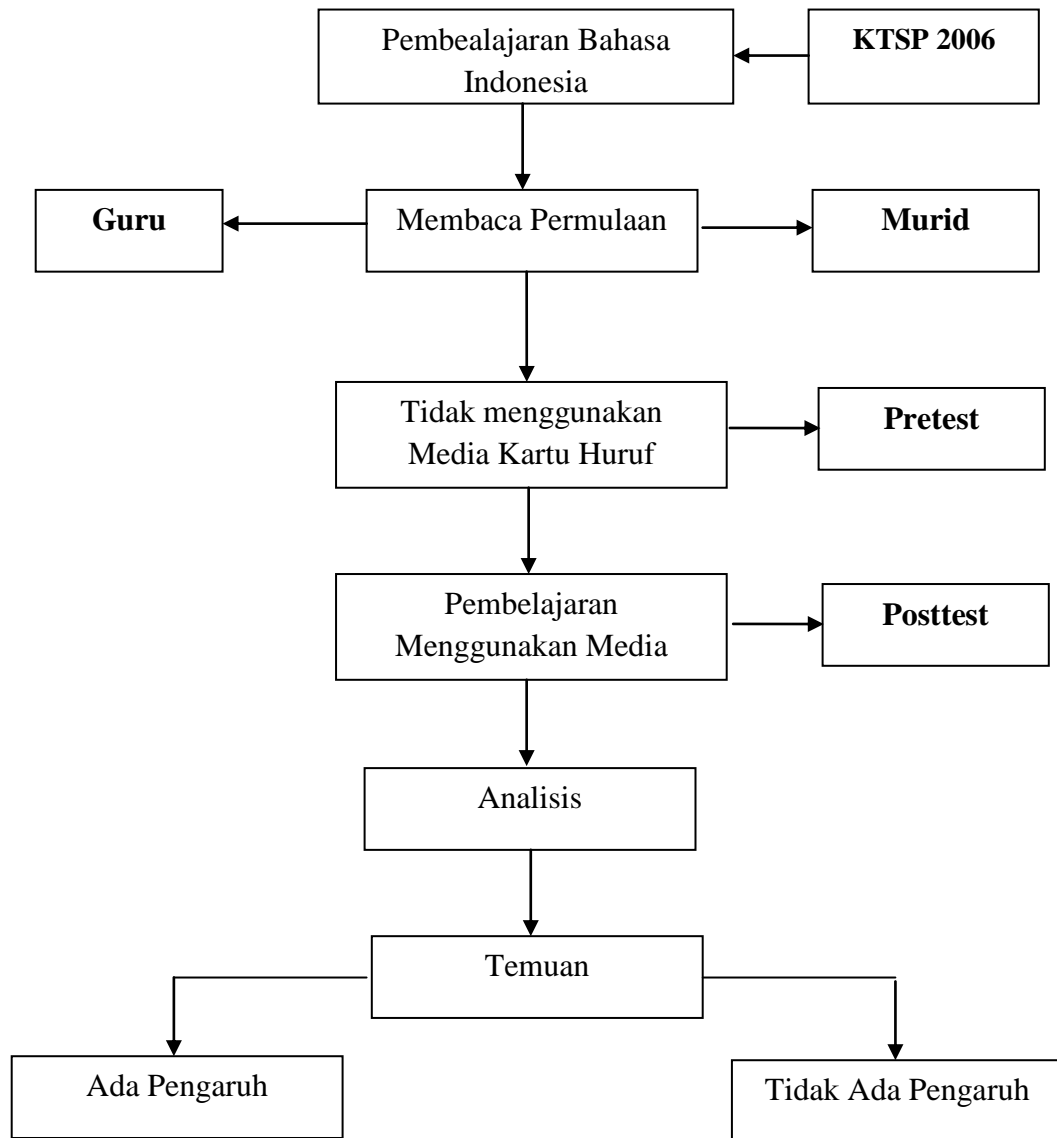 Pembealajaran Bahasa
Indonesia
KTSP 2006
Guru
Membaca Permulaan
Murid
Tidak menggunakan
Media Kartu Huruf
Pretest
Pembelajaran
Menggunakan Media
Posttest
Analisis
Temuan
Ada Pengaruh
Tidak Ada Pengaruh